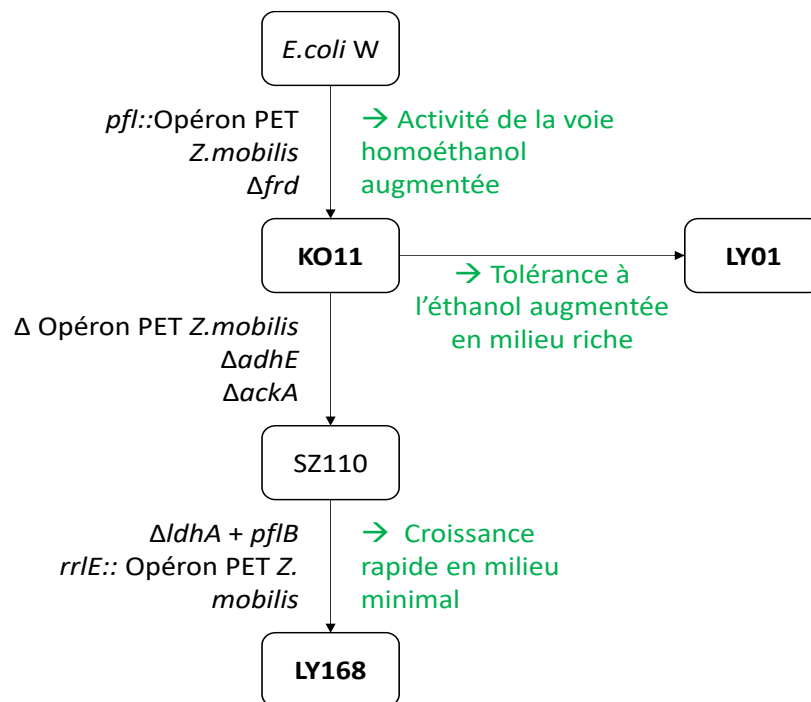 E.coli W
pfl::Opéron PET
Z.mobilis
Δfrd
→ Activité de la voie
homoéthanol
augmentée
KO11
LY01
→ Tolérance à
l’éthanol augmentée
en milieu riche
Δ Opéron PET Z.mobilis
ΔadhE
ΔackA
SZ110
ΔldhA + pflB
rrlE:: Opéron PET Z.
mobilis
→ Croissance
rapide en milieu
minimal
LY168